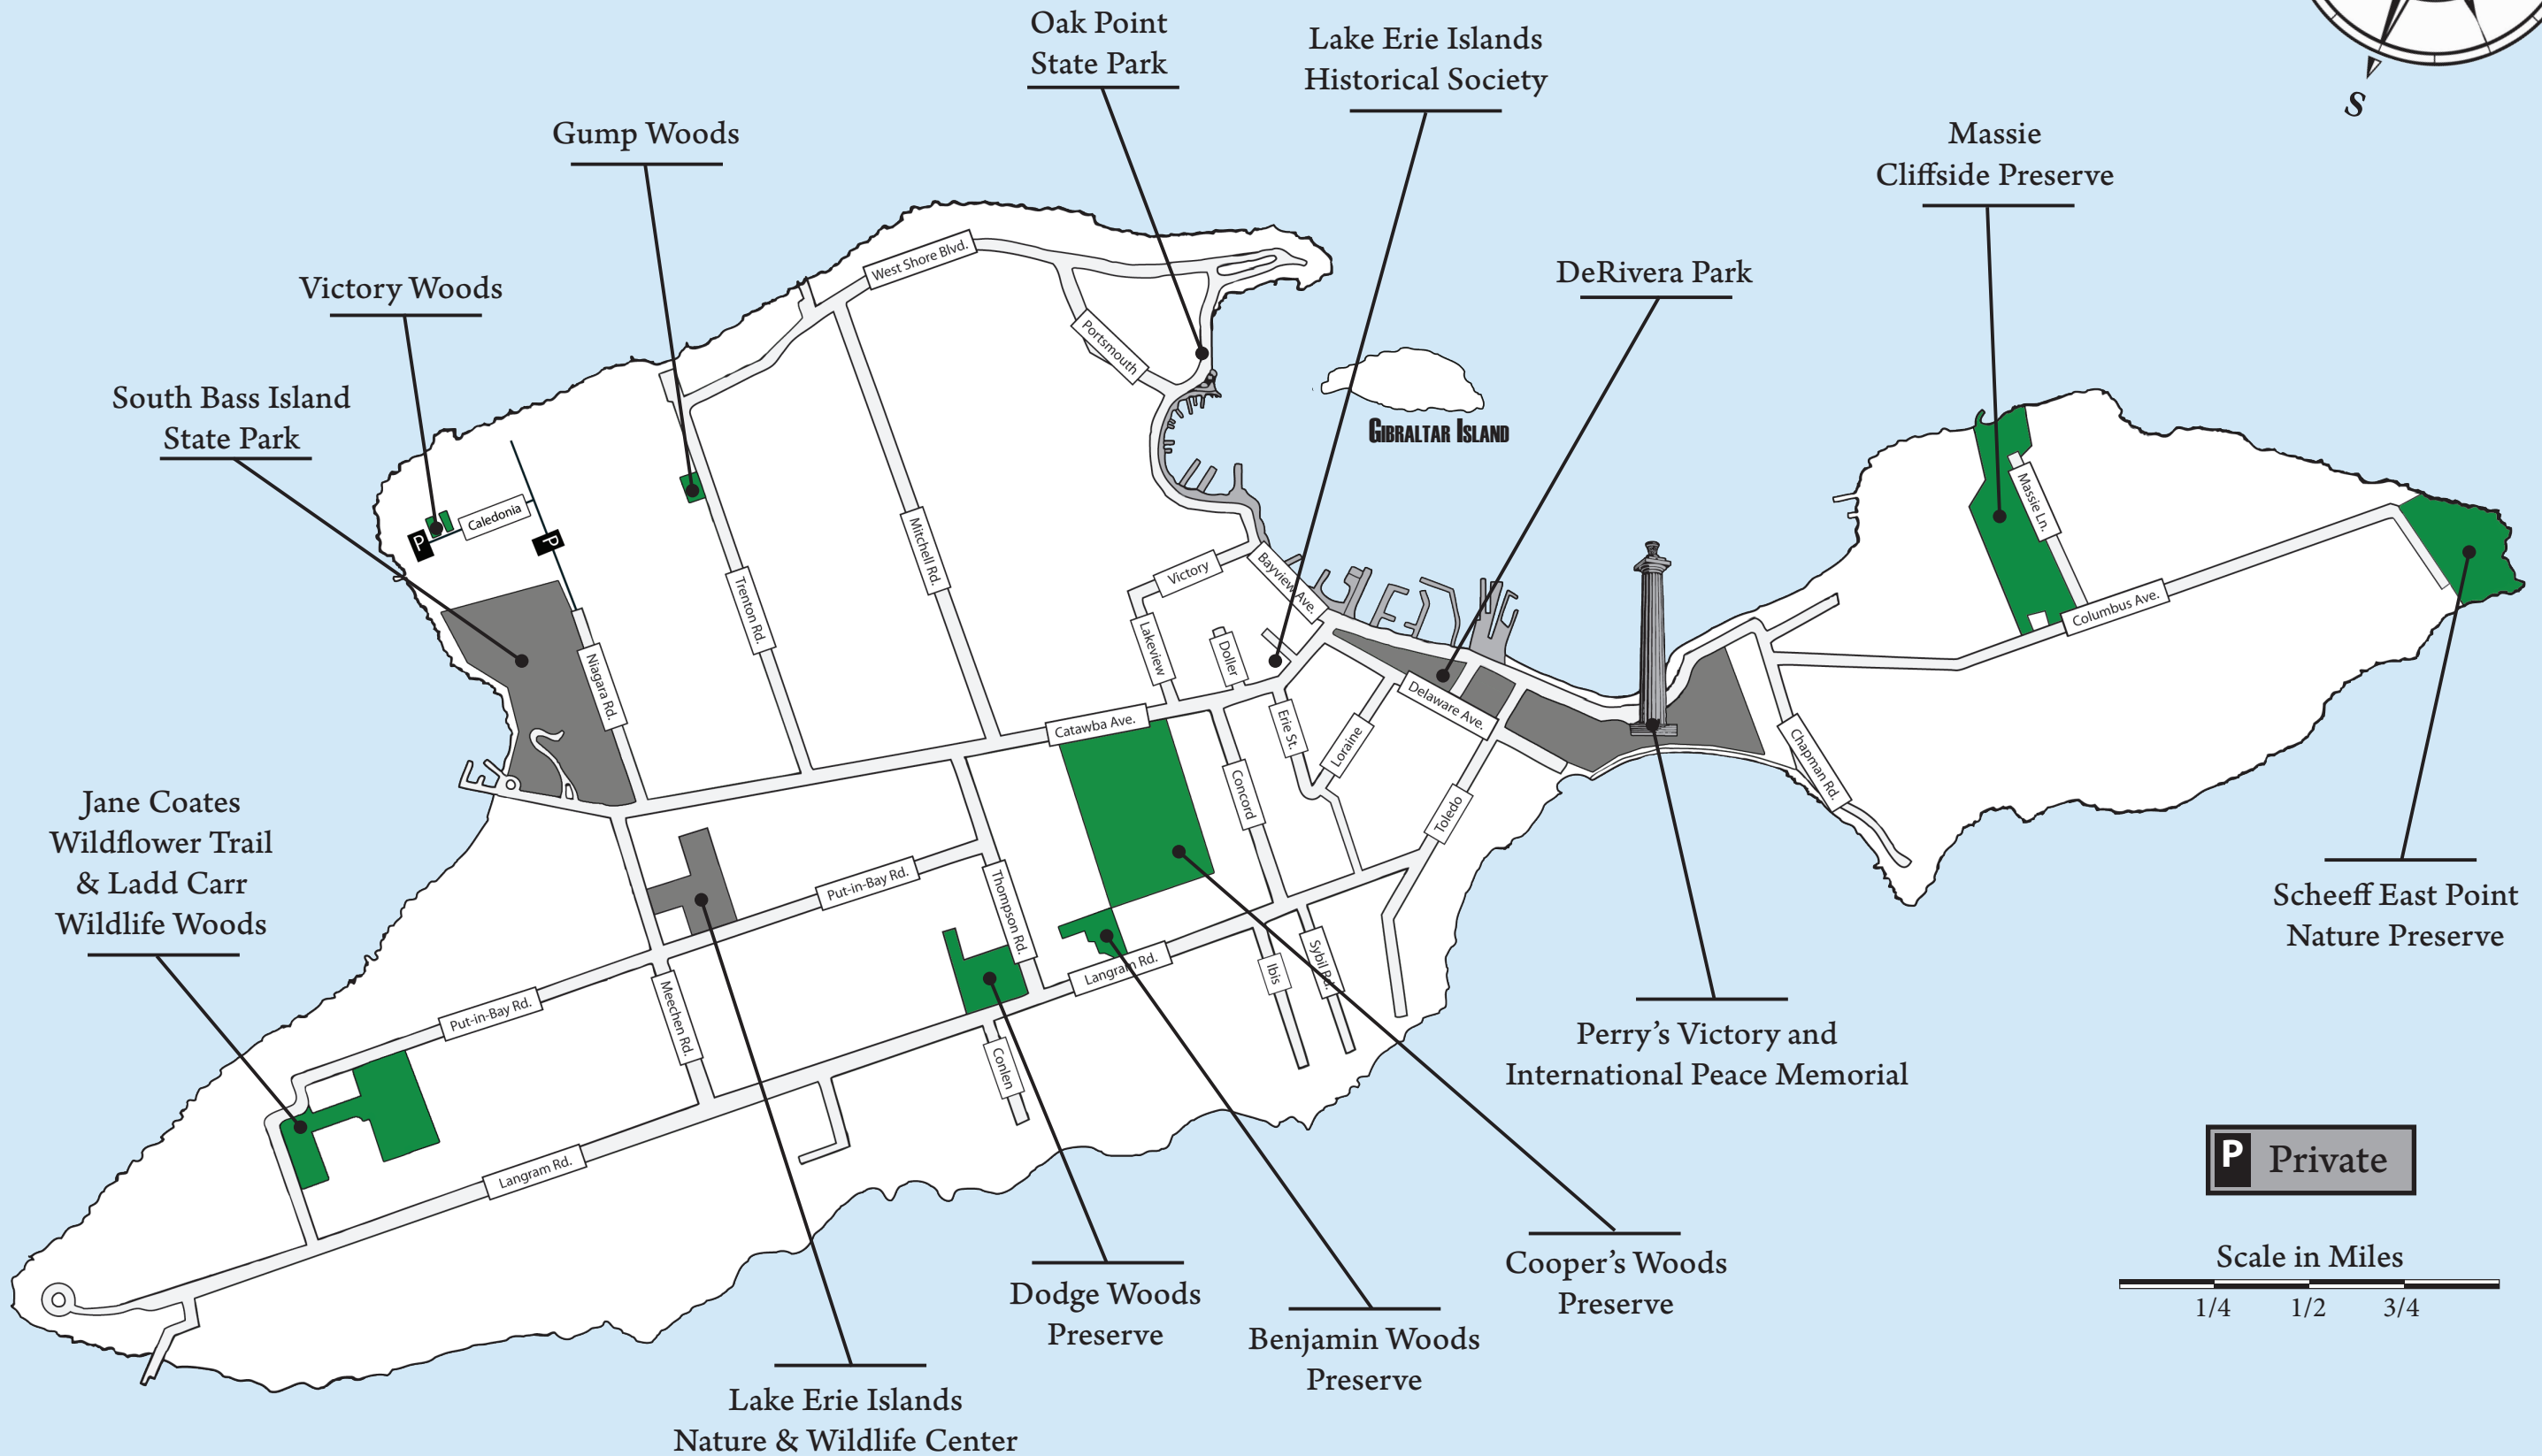 Oak Point
State Park
Lake Erie Islands
Historical Society
S
Gump Woods
Massie
Cliffside Preserve
Victory Woods
DeRivera Park
South Bass Island
State Park
West Shore Blvd.
Portsmouth
GIBRALTAR ISLAND
Caledonia
P
P
Massie Ln.
Mitchell Rd.
Trenton Rd.
Victory
Bayview Ave.
Lakeview
Doller
Niagara Rd.
Columbus Ave.
Delaware Ave.
Catawba Ave.
Erie St.
Loraine
Chapman Rd.
Concord
Toledo
Jane Coates
Wildflower Trail
& Ladd Carr
Wildlife Woods
Put-in-Bay Rd.
Thompson Rd.
Scheeff East Point
Nature Preserve
Langram Rd.
Ibis
Sybil Rd.
Put-in-Bay Rd.
Meechen Rd.
Conlen
Perry’s Victory and
International Peace Memorial
Langram Rd.
P Private
Cooper’s Woods
Preserve
Dodge Woods
Preserve
Benjamin Woods
Preserve
Scale in Miles
1/4 1/2 3/4
Lake Erie Islands
Nature & Wildlife Center